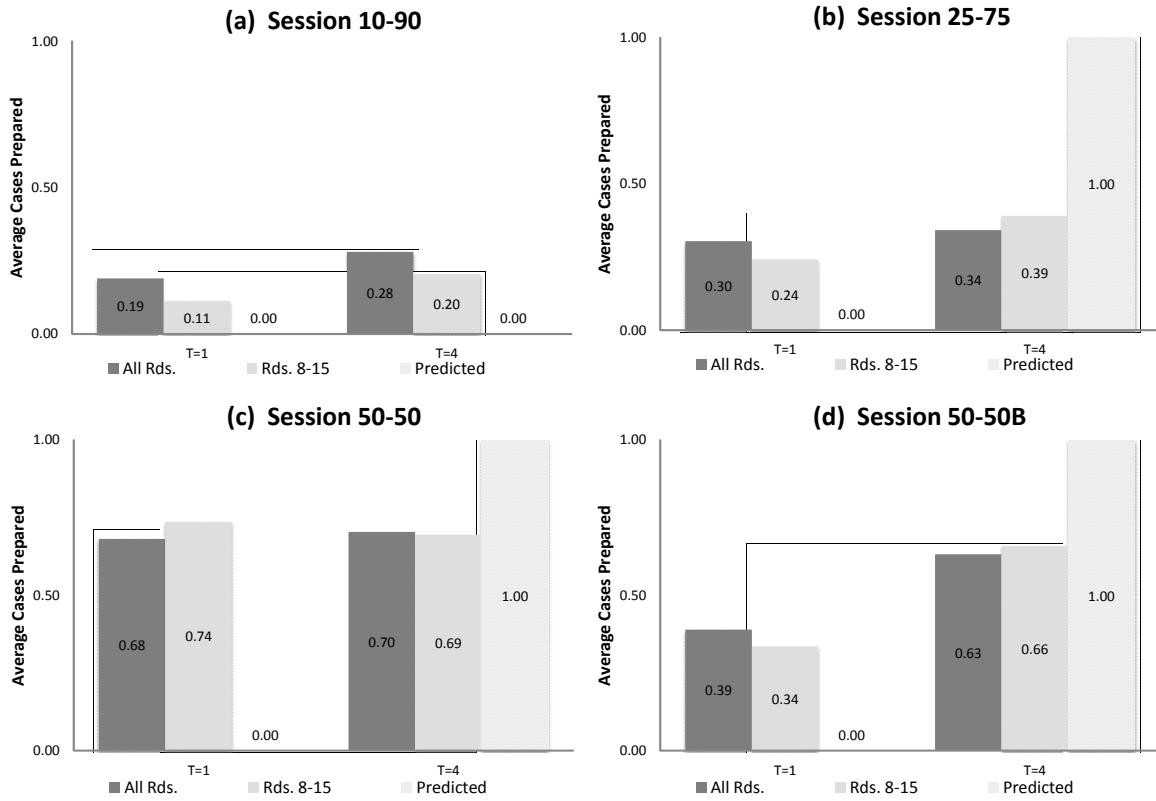 (a) Session 10-90
Average Cases Prepared
1.00
0.50
0.00
0.19
0.11
0.00
0.28
0.20
0.00
T=1
T=4
All Rds.
Rds. 8-15
Predicted
(b) Session 25-75
Average Cases Prepared
1.00
0.50
0.00
0.30
0.24
0.00
0.34
0.39
1.00
T=1
T=4
All Rds.
Rds. 8-15
Predicted
(c) Session 50-50
Average Cases Prepared
1.00
0.50
0.00
0.68
0.74
0.00
0.70
0.69
1.00
T=1
T=4
All Rds.
Rds. 8-15
Predicted
(d) Session 50-50B
Average Cases Prepared
1.00
0.50
0.00
0.39
0.34
0.00
0.63
0.66
1.00
T=1
T=4
All Rds.
Rds. 8-15
Predicted